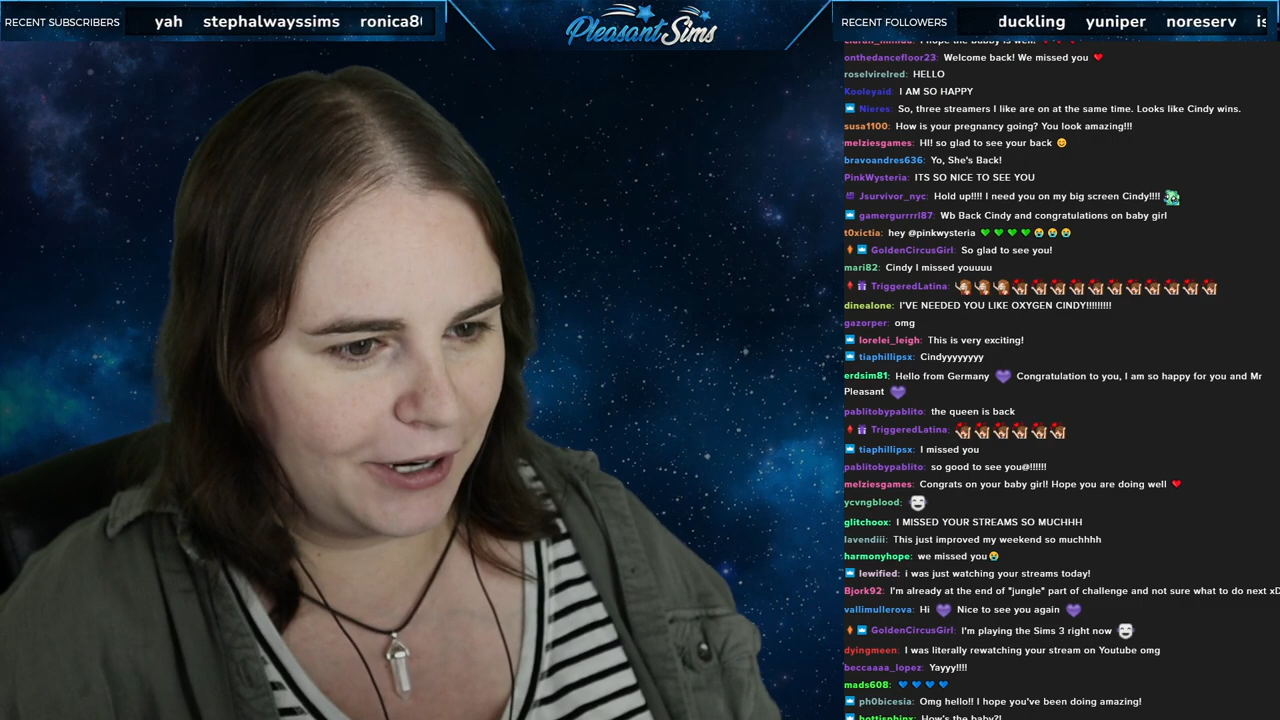 RECENT SUBSCRIBERS yah stephalwayssims ronica8
PleasantSims
RECENT FOLLOWERS duckling yuniper noreserv is
onthedancefloor23: Welcome back! We missed you
roselvirelred: HELLO
Kooleyaid: I AM SO HAPPY
Nieres: So, three streamers I like are on at the same time. Looks like Cindy wins.
susa1100: How is your pregnancy going? You look amazing!!!
melziesgames: HI! so glad to see your back
bravoandres636: Yo, She's Back!
PinkWysteria: ITS SO NICE TO SEE YOU
Jsurvivor_nyc: Hold up!!!! I need you on my big screen Cindy!!!!
gamergurrrrl87: Wb Back Cindy and congratulations on baby girl
t0xictia: hey @pinkwysteria
GoldenCircusGirl: So glad to see you!
mari82: Cindy I missed youuuu
TriggeredLatina:
dinealone: I'VE NEEDED YOU LIKE OXYGEN CINDY!!!!!!!!!
gazorper: omg
lorelei_leigh: This is very exciting!
tiaphillipsx: Cindyyyyyyy
erdsim81: Hello from Germany Congratulation to you, I am so happy for you and Mr
Pleasant
pablitobypablito: the queen is back
TriggeredLatina:
tiaphillipsx: I missed you
pablitobypablito: so good to see you@!!!!!!
melziesgames: Congrats on your baby girl! Hope you are doing well
ycvngblood:
glitchoox: I MISSED YOUR STREAMS SO MUCHHH
lavendiii: This just improved my weekend so muchhhh
harmonyhope: we missed you
lewified: i was just watching your streams today!
Bjork92: I'm already at the end of "jungle" part of challenge and not sure what to do next xD
vallimullerova: Hi Nice to see you again
GoldenCircusGirl: I'm playing the Sims 3 right now
dyingmeen: I was literally rewatching your stream on Youtube omg
beccaaaa_lopez: Yayyy!!!!
mads608:
ph0bicesia: Omg hello!! I hope you've been doing amazing!
hottisphinx: How's the baby?!